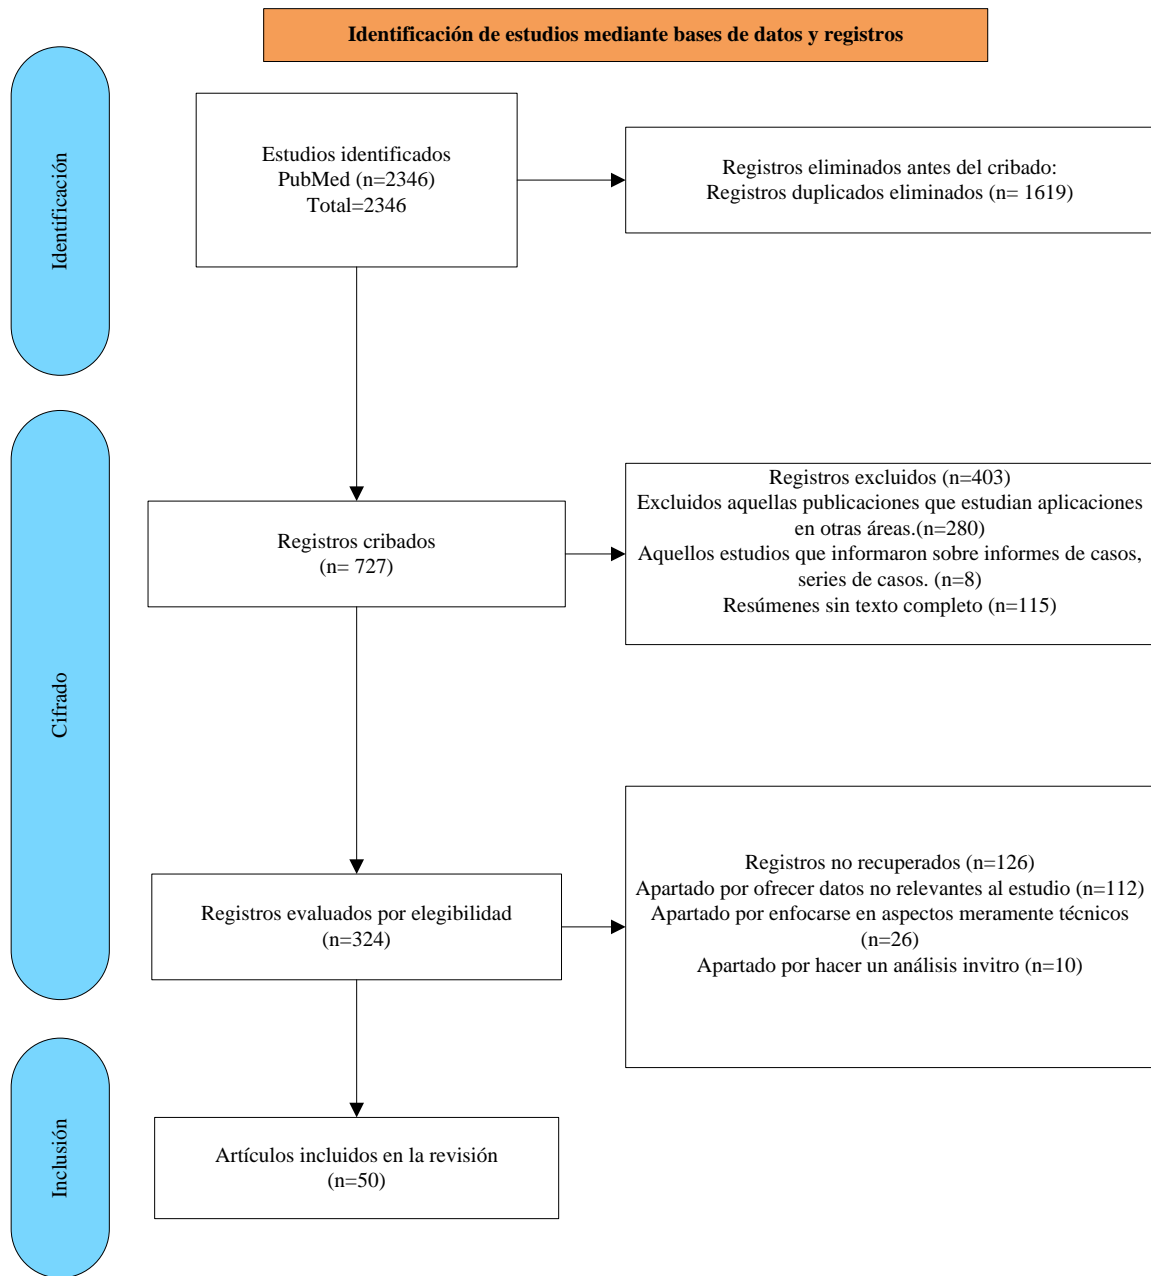 Identificación de estudios mediante bases de datos y registros
Identificación
Estudios identificados
PubMed (n=2346)
Total=2346
Registros eliminados antes del cribado:
Registros duplicados eliminados (n= 1619)
Cifrado
Registros cribados
(n= 727)
Registros excluidos (n=403)
Excluidos aquellas publicaciones que estudian aplicaciones
en otras áreas.(n=280)
Aquellos estudios que informaron sobre informes de casos,
series de casos. (n=8)
Resúmenes sin texto completo (n=115)
Registros evaluados por elegibilidad
(n=324)
Registros no recuperados (n=126)
Apartado por ofrecer datos no relevantes al estudio (n=112)
Apartado por enfocarse en aspectos meramente técnicos
(n=26)
Apartado por hacer un análisis invitro (n=10)
Inclusión
Artículos incluidos en la revisión
(n=50)